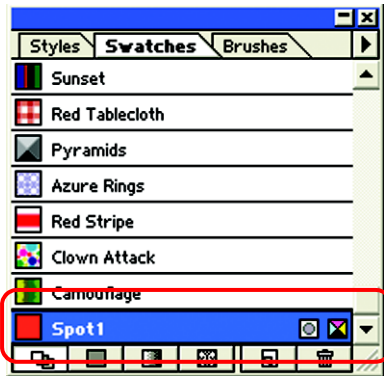 Styles Swatches Brushes
Sunset
Red Tablecloth
Pyramids
Azure Rings
Red Stripe
Clown Attack
Camouflage
Spot1